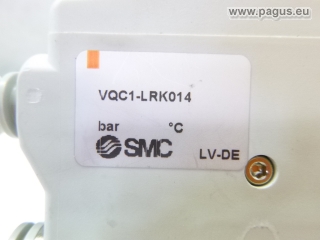 www.pagus.eu
VQC1-LRK014
bar °C
SMC LV-DE